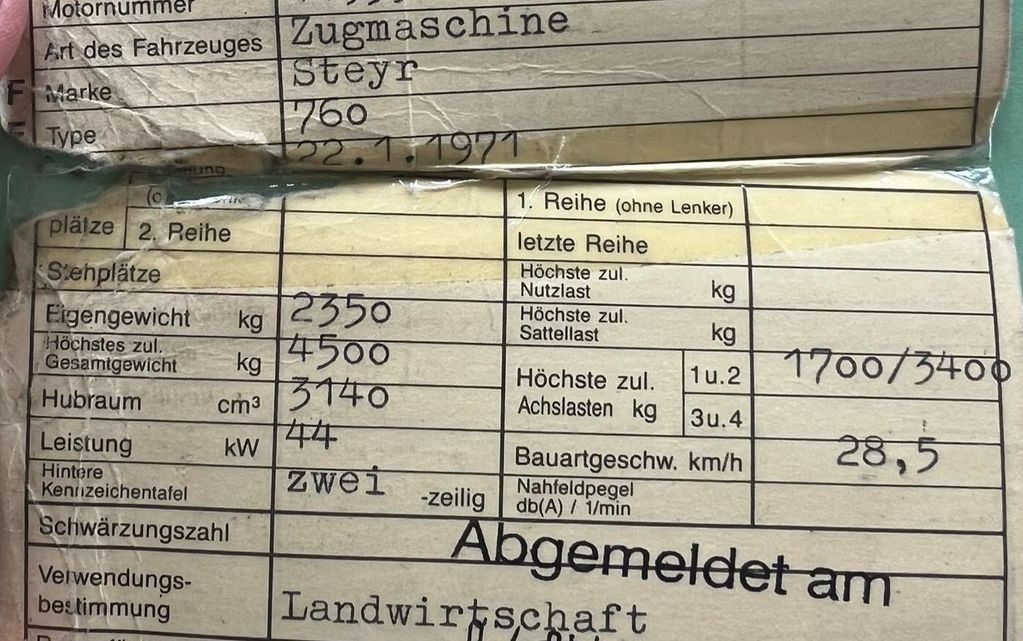 Motornummer
Art des Fahrzeuges Zugmaschine
Marke Steyr
Type 760
22.1.1971
plätze 2. Reihe
1. Reihe (ohne Lenker)
letzte Reihe
Stehplätze
Höchste zul.
Nutzlast kg
Eigengewicht kg 2350
Höchste zul.
Sattellast kg
Höchstes zul.
Gesamtgewicht kg 4500
Höchste zul.
Achslasten kg
1u.2 1700/3400
3u.4
Hubraum cm³ 3140
Leistung kW 44
Bauartgeschw. km/h 28,5
Hintere
Kennzeichentafel zwei -zeilig
Nahfeldpegel
db(A) / 1/min
Schwärzungszahl
Abgemeldet am
Verwendungs-
bestimmung Landwirtschaft